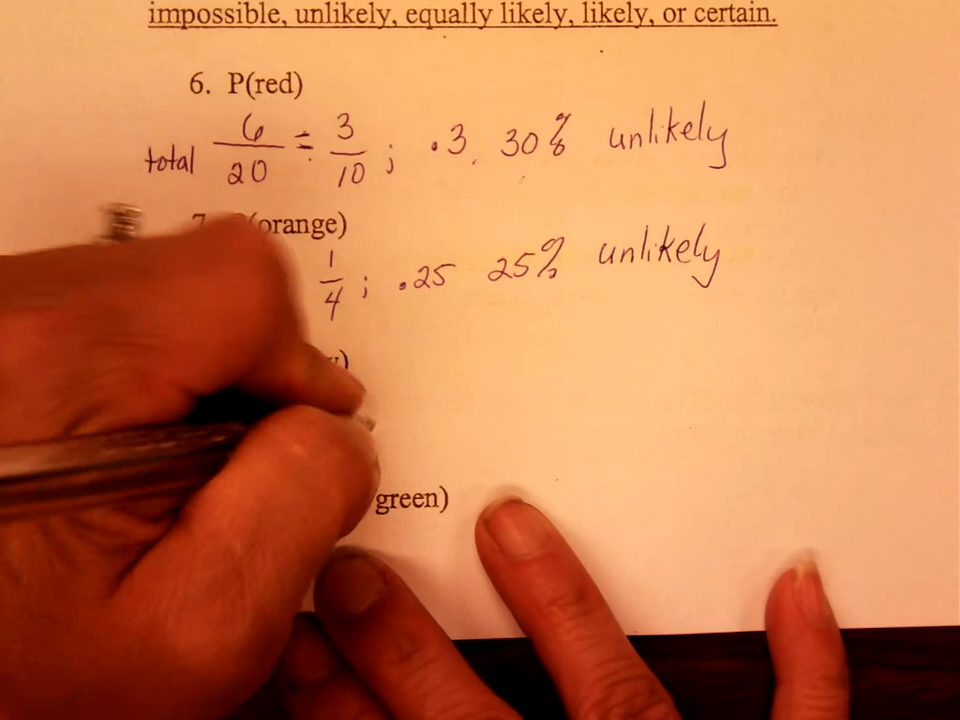 impossible, unlikely, equally likely, likely, or certain.
6. P(red)
total 6/20 = 3/10 ; .3 30% unlikely
(orange)
1/4 ; .25 25% unlikely
green)